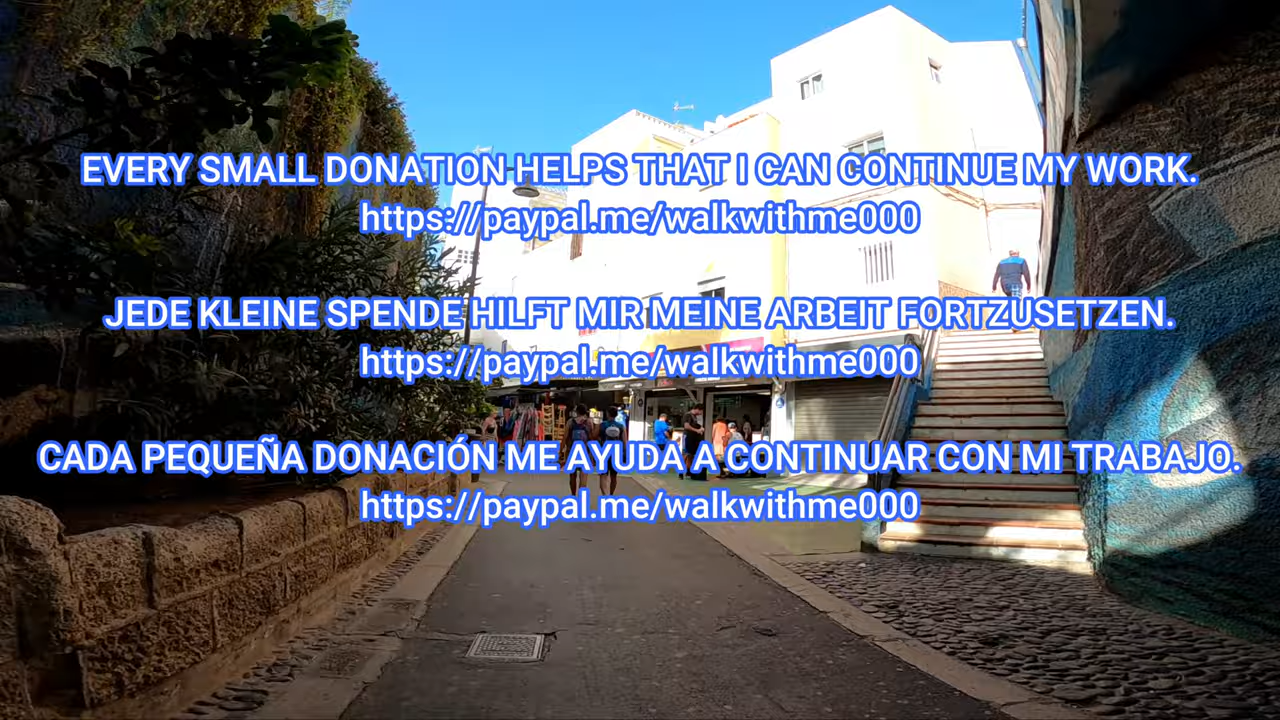 EVERY SMALL DONATION HELPS THAT I CAN CONTINUE MY WORK.
https://paypal.me/walkwithme000
JEDE KLEINE SPENDE HILFT MIR MEINE ARBEIT FORTZUSETZEN.
https://paypal.me/walkwithme000
CADA PEQUEÑA DONACIÓN ME AYUDA A CONTINUAR CON MI TRABAJO.
https://paypal.me/walkwithme000